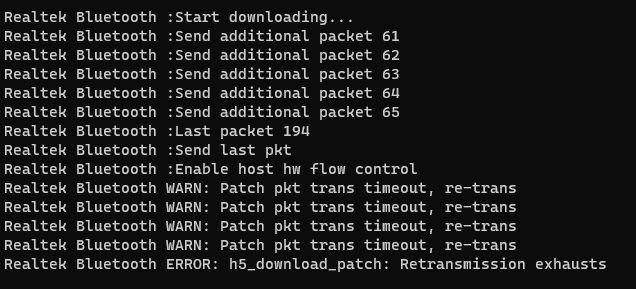 Realtek Bluetooth :Start downloading...
Realtek Bluetooth :Send additional packet 61
Realtek Bluetooth :Send additional packet 62
Realtek Bluetooth :Send additional packet 63
Realtek Bluetooth :Send additional packet 64
Realtek Bluetooth :Send additional packet 65
Realtek Bluetooth :Last packet 194
Realtek Bluetooth :Send last pkt
Realtek Bluetooth :Enable host hw flow control
Realtek Bluetooth WARN: Patch pkt trans timeout, re-trans
Realtek Bluetooth WARN: Patch pkt trans timeout, re-trans
Realtek Bluetooth WARN: Patch pkt trans timeout, re-trans
Realtek Bluetooth WARN: Patch pkt trans timeout, re-trans
Realtek Bluetooth ERROR: h5_download_patch: Retransmission exhausts